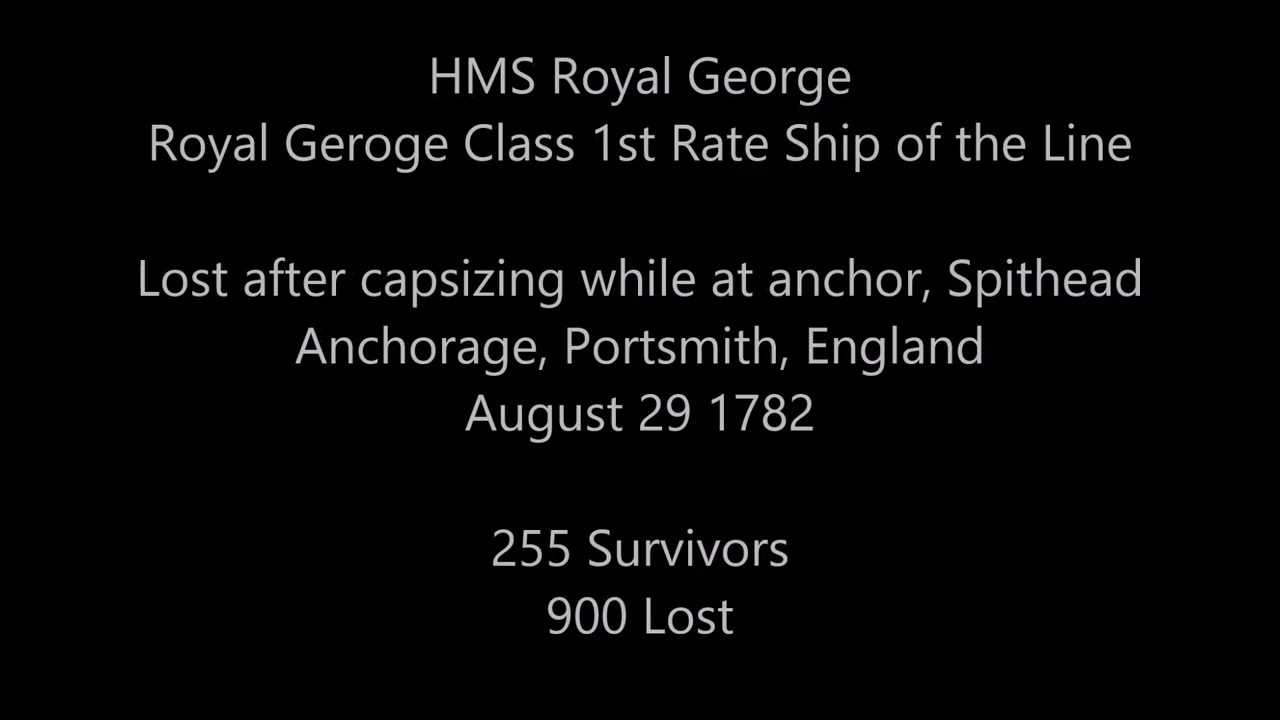 HMS Royal George
Royal Geroge Class 1st Rate Ship of the Line
Lost after capsizing while at anchor, Spithead
Anchorage, Portsmith, England
August 29 1782
255 Survivors
900 Lost